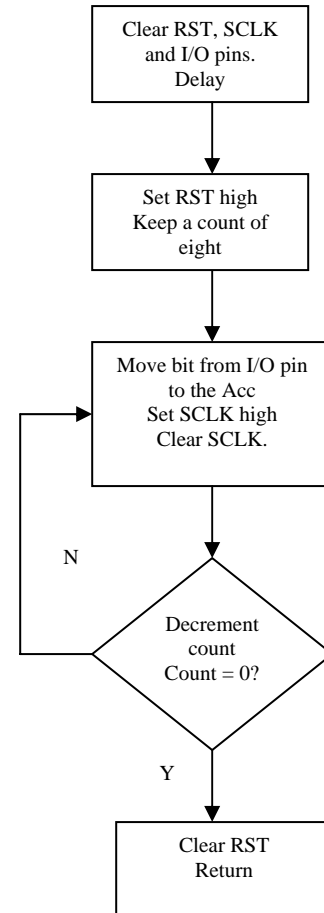 Clear RST, SCLK
and I/O pins.
Delay
Set RST high
Keep a count of
eight
Move bit from I/O pin
to the Acc
Set SCLK high
Clear SCLK.
N
Decrement
count
Count = 0?
Y
Clear RST
Return